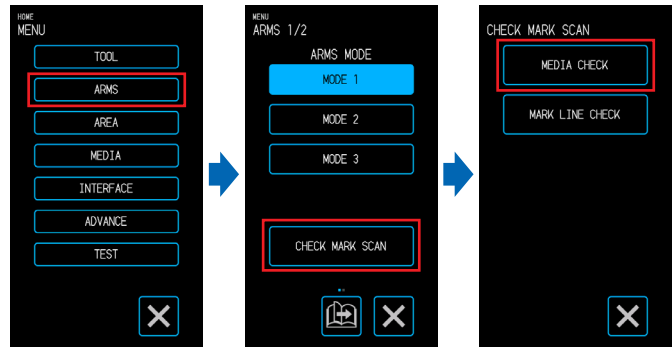 HOME
MENU
TOOL
ARMS
AREA
MEDIA
INTERFACE
ADVANCE
TEST
MENU
ARMS 1/2
ARMS MODE
MODE 1
MODE 2
MODE 3
CHECK MARK SCAN
CHECK MARK SCAN
MEDIA CHECK
MARK LINE CHECK